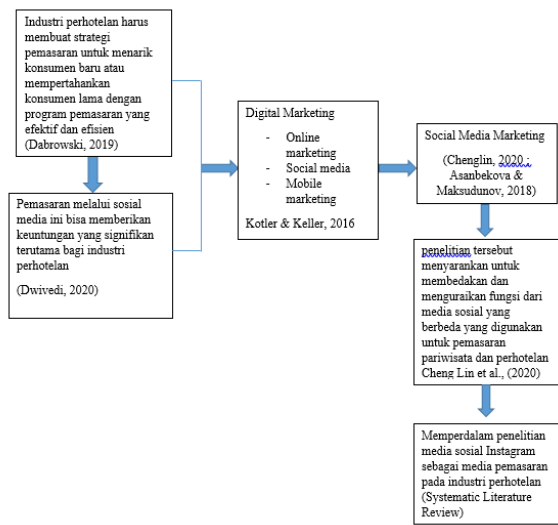 Industri perhotelan harus
membuat strategi
pemasaran untuk menarik
konsumen baru atau
mempertahankan
konsumen lama dengan
program pemasaran yang
efektif dan efisien
(Dabrowski, 2019)
Pemasaran melalui sosial
media ini bisa memberikan
keuntungan yang signifikan
terutama bagi industri
perhotelan
(Dwivedi, 2020)
Digital Marketing
- Online
marketing
- Social media
- Mobile
marketing
Kotler & Keller, 2016
Social Media Marketing
(Chenglin, 2020 ;
Asanbekova &
Maksudunov, 2018)
penelitian tersebut
menyarankan untuk
membedakan dan
menguraikan fungsi dari
media sosial yang
berbeda yang digunakan
untuk pemasaran
pariwisata dan perhotelan
Cheng Lin et al., (2020)
Memperdalam penelitian
media sosial Instagram
sebagai media pemasaran
pada industri perhotelan
(Systematic Literature
Review)